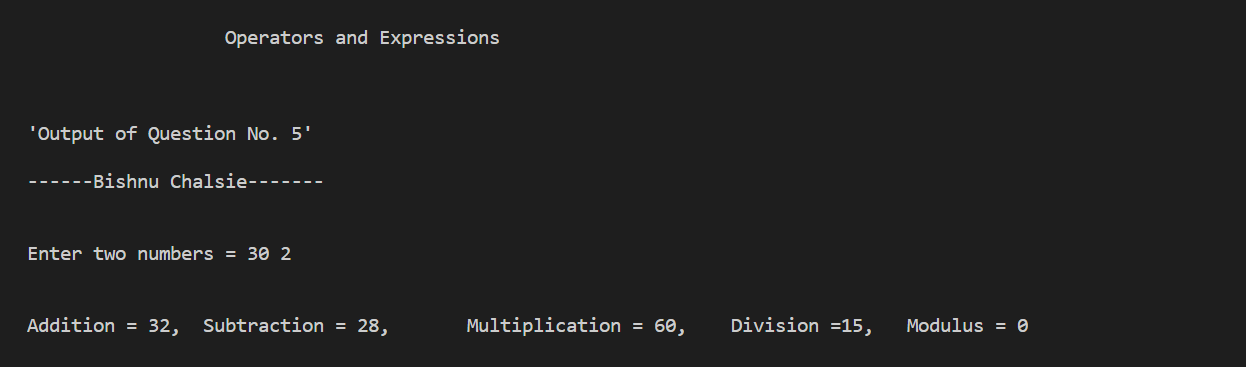 Operators and Expressions
'Output of Question No. 5'
------Bishnu Chalsie-------
Enter two numbers = 30 2
Addition = 32,  Subtraction = 28,       Multiplication = 60,    Division =15,   Modulus = 0